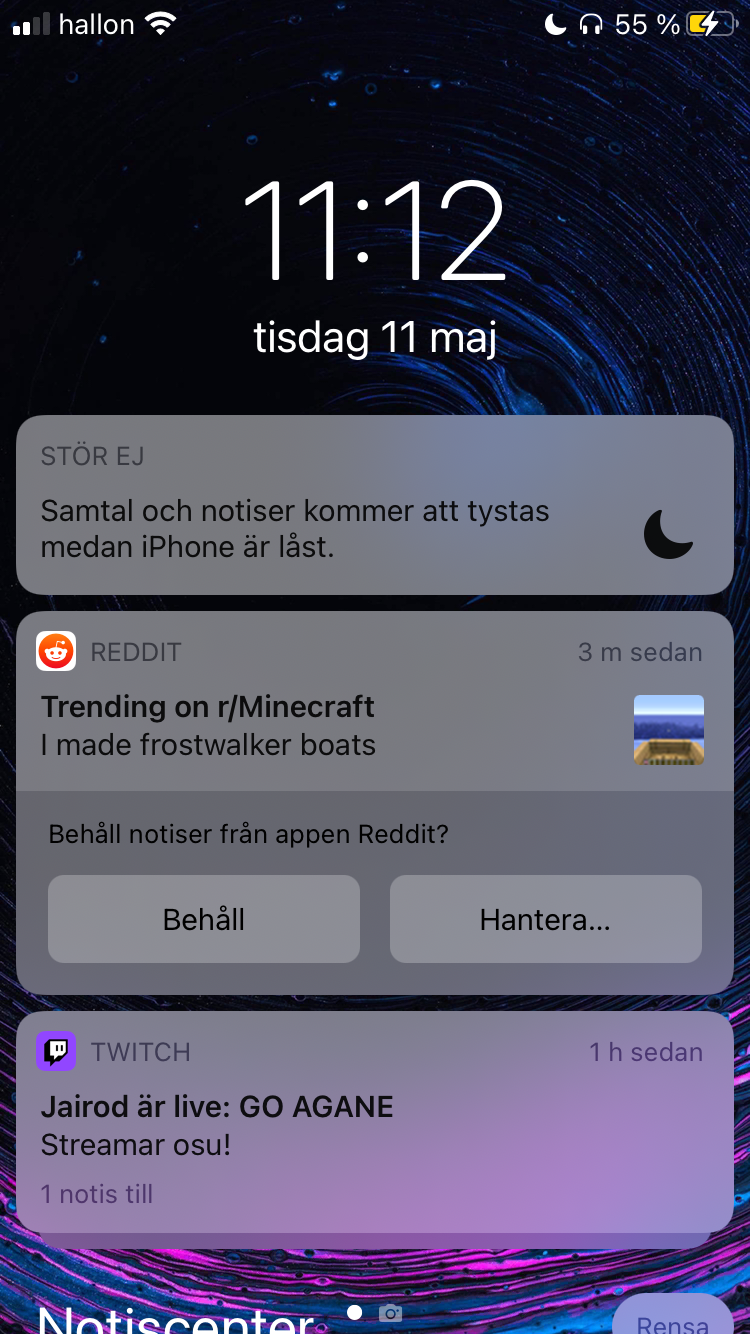 hallon 55 %
11:12
tisdag 11 maj
STÖR EJ
Samtal och notiser kommer att tystas
medan iPhone är låst.
REDDIT 3 m sedan
Trending on r/Minecraft
I made frostwalker boats
Behåll notiser från appen Reddit?
Behåll Hantera...
TWITCH 1 h sedan
Jairod är live: GO AGANE
Streamar osu!
1 notis till
Notiscenter Rensa